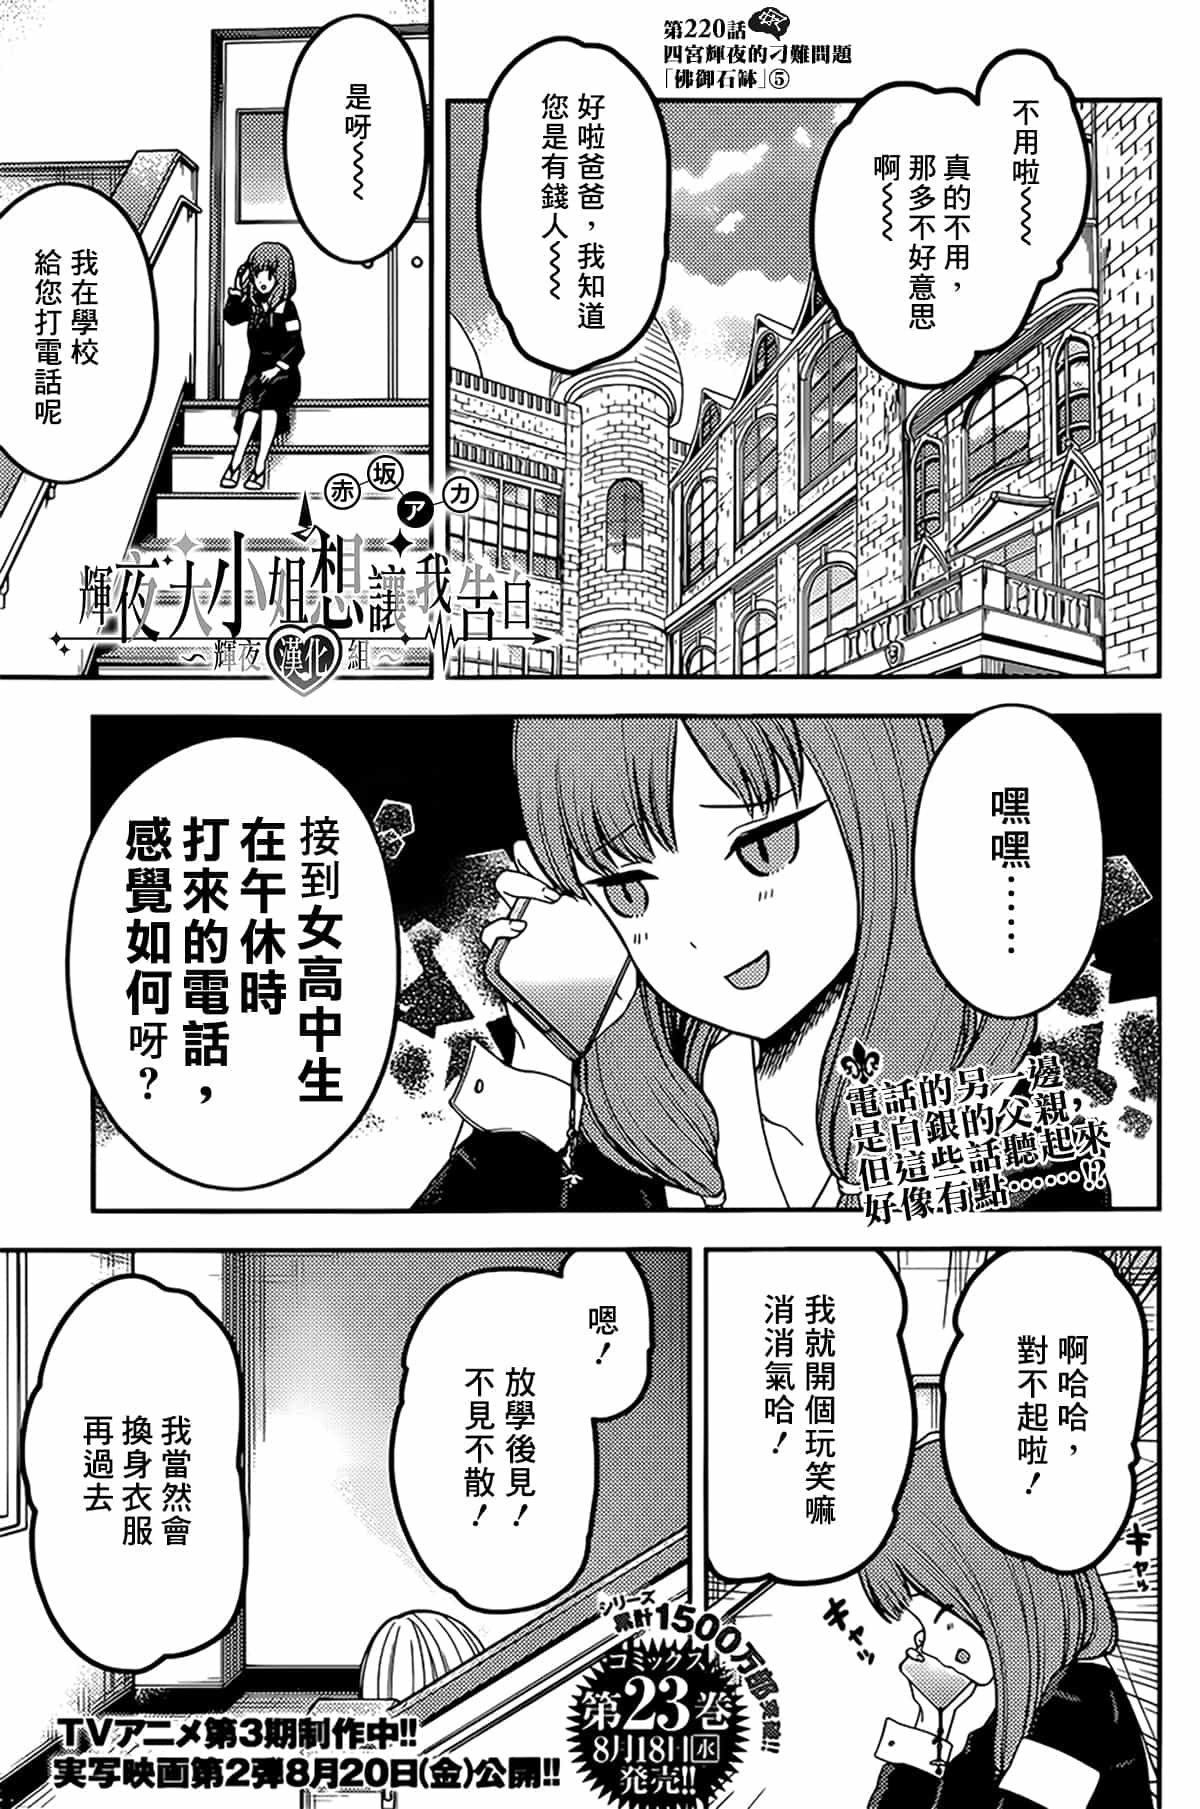 第220話
四宮輝夜的刁難問題
「佛御石缽」⑤
不用啦~~~
真的不用，
那多不好意思
啊~~~
好啦爸爸，我知道
您是有錢人~~~
是呀~~~
我在學校
給您打電話呢
赤坂アカ
輝夜大小姐想讓我告白
~輝夜漢化組~
嘿嘿⋯⋯
接到女高中生
在午休時
打來的電話，
感覺如何呀？
電話的另一邊
是白銀的父親，
但這些話聽起來
好像有點⋯⋯⁉
啊哈哈，
對不起啦！
我就開個玩笑嘛
消消氣哈！
キャッ
キャッ
嗯！
放學後見！
不見不散！
我當然會
換身衣服
再過去
シリーズ
累計1500万部突破!!
コミックス
第23巻
8月18日水
発売!!
TVアニメ第3期制作中!!
実写映画第2弾8月20日(金)公開!!